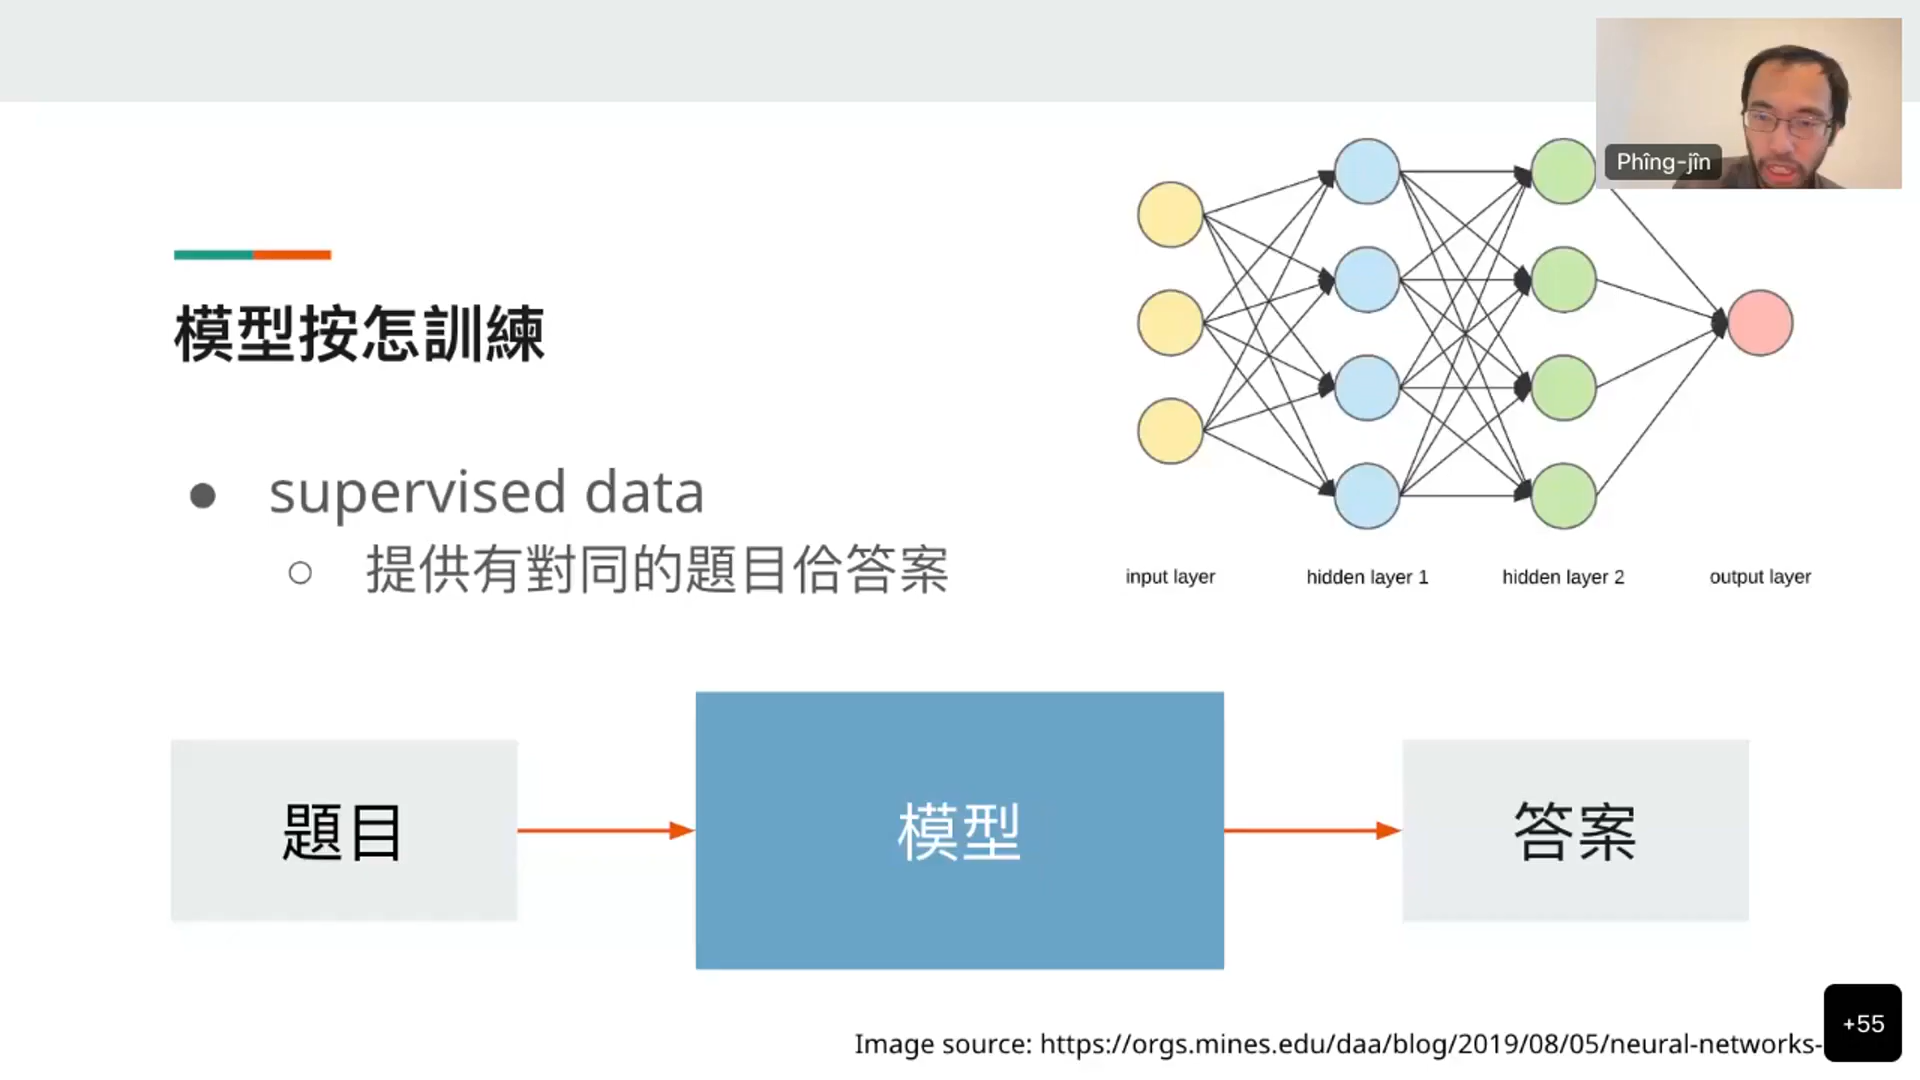 Phîng-jîn
模型按怎訓練
supervised data
提供有對同的題目佮答案
input layer
hidden layer 1
hidden layer 2
output layer
題目
模型
答案
Image source: https://orgs.mines.edu/daa/blog/2019/08/05/neural-networks-
+55